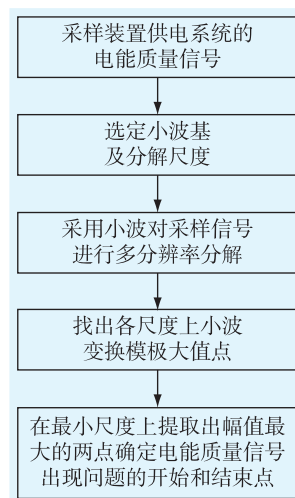 采样装置供电系统的
电能质量信号
选定小波基
及分解尺度
采用小波对采样信号
进行多分辨率分解
找出各尺度上小波
变换模极大值点
在最小尺度上提取出幅值最
大的两点确定电能质量信号
出现问题的开始和结束点